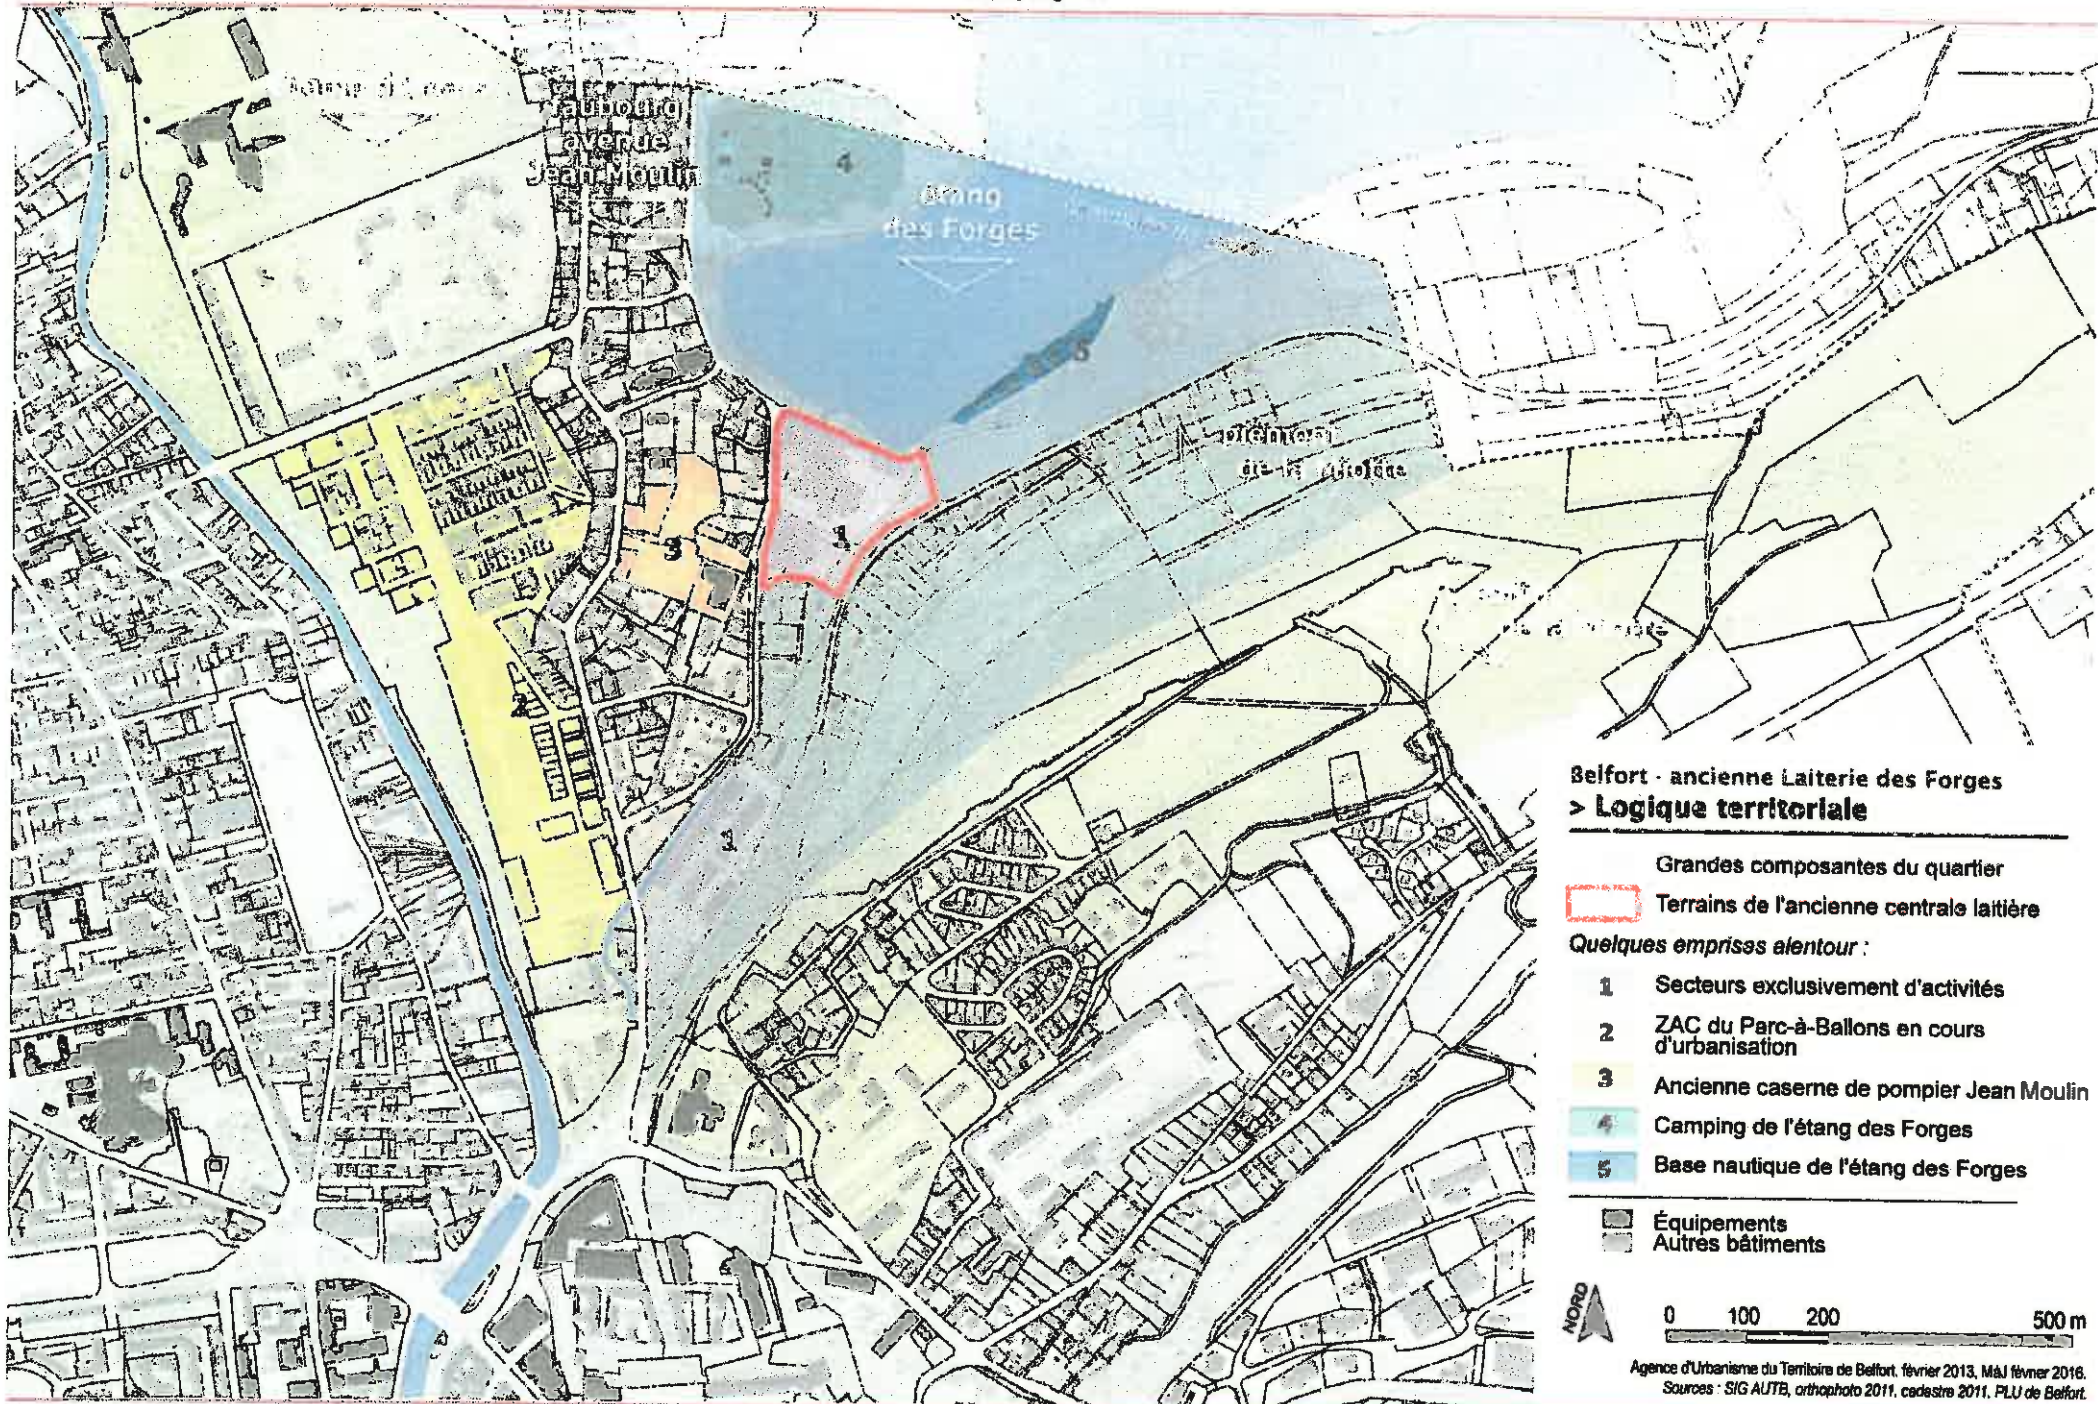 faubourg
avenue
Jean Moulin
4
étang
des Forges
5
piémont
de la Miotte
3
1
2
1
Belfort - ancienne Laiterie des Forges
> Logique territoriale
Grandes composantes du quartier
Terrains de l'ancienne centrale laitière
Quelques emprises alentour :
1 Secteurs exclusivement d'activités
2 ZAC du Parc-à-Ballons en cours
d'urbanisation
3 Ancienne caserne de pompier Jean Moulin
4 Camping de l'étang des Forges
5 Base nautique de l'étang des Forges
Équipements
Autres bâtiments
NORD
0 100 200 500 m
Agence d'Urbanisme du Territoire de Belfort, février 2013, MàJ février 2016.
Sources : SIG AUTB, orthophoto 2011, cadastre 2011, PLU de Belfort.